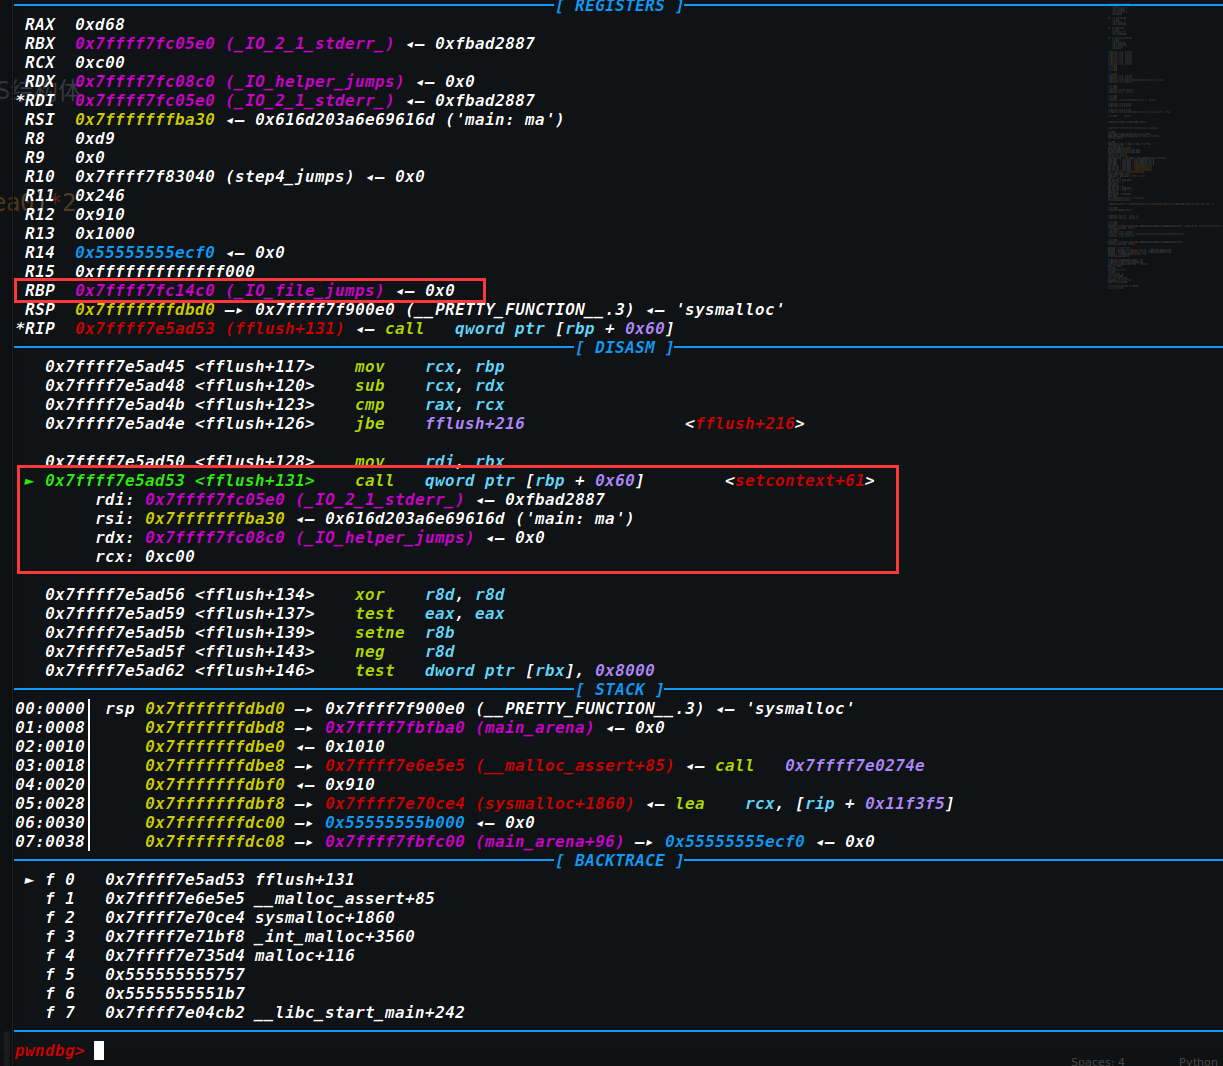 [ REGISTERS ]
RAX  0xd68
RBX  0x7ffff7fc05e0 (_IO_2_1_stderr_) ◂— 0xfbad2887
RCX  0xc00
RDX  0x7ffff7fc08c0 (_IO_helper_jumps) ◂— 0x0
*RDI  0x7ffff7fc05e0 (_IO_2_1_stderr_) ◂— 0xfbad2887
RSI  0x7fffffffba30 ◂— 0x616d203a6e69616d ('main: ma')
R8   0xd9
R9   0x0
R10  0x7ffff7f83040 (step4_jumps) ◂— 0x0
R11  0x246
R12  0x910
R13  0x1000
R14  0x55555555ecf0 ◂— 0x0
R15  0xfffffffffffff000
RBP  0x7ffff7fc14c0 (_IO_file_jumps) ◂— 0x0
RSP  0x7fffffffdbd0 —▸ 0x7ffff7f900e0 (__PRETTY_FUNCTION__.3) ◂— 'sysmalloc'
*RIP  0x7ffff7e5ad53 (fflush+131) ◂— call   qword ptr [rbp + 0x60]
[ DISASM ]
0x7ffff7e5ad45 <fflush+117>    mov    rcx, rbp
0x7ffff7e5ad48 <fflush+120>    sub    rcx, rdx
0x7ffff7e5ad4b <fflush+123>    cmp    rax, rcx
0x7ffff7e5ad4e <fflush+126>    jbe    fflush+216                <fflush+216>
0x7ffff7e5ad50 <fflush+128>    mov    rdi, rbx
► 0x7ffff7e5ad53 <fflush+131>    call   qword ptr [rbp + 0x60]        <setcontext+61>
rdi: 0x7ffff7fc05e0 (_IO_2_1_stderr_) ◂— 0xfbad2887
rsi: 0x7fffffffba30 ◂— 0x616d203a6e69616d ('main: ma')
rdx: 0x7ffff7fc08c0 (_IO_helper_jumps) ◂— 0x0
rcx: 0xc00
0x7ffff7e5ad56 <fflush+134>    xor    r8d, r8d
0x7ffff7e5ad59 <fflush+137>    test   eax, eax
0x7ffff7e5ad5b <fflush+139>    setne  r8b
0x7ffff7e5ad5f <fflush+143>    neg    r8d
0x7ffff7e5ad62 <fflush+146>    test   dword ptr [rbx], 0x8000
[ STACK ]
00:0000│ rsp 0x7fffffffdbd0 —▸ 0x7ffff7f900e0 (__PRETTY_FUNCTION__.3) ◂— 'sysmalloc'
01:0008│     0x7fffffffdbd8 —▸ 0x7ffff7fbfba0 (main_arena) ◂— 0x0
02:0010│     0x7fffffffdbe0 ◂— 0x1010
03:0018│     0x7fffffffdbe8 —▸ 0x7ffff7e6e5e5 (__malloc_assert+85) ◂— call   0x7ffff7e0274e
04:0020│     0x7fffffffdbf0 ◂— 0x910
05:0028│     0x7fffffffdbf8 —▸ 0x7ffff7e70ce4 (sysmalloc+1860) ◂— lea    rcx, [rip + 0x11f3f5]
06:0030│     0x7fffffffdc00 —▸ 0x55555555b000 ◂— 0x0
07:0038│     0x7fffffffdc08 —▸ 0x7ffff7fbfc00 (main_arena+96) —▸ 0x55555555ecf0 ◂— 0x0
[ BACKTRACE ]
► f 0   0x7ffff7e5ad53 fflush+131
f 1   0x7ffff7e6e5e5 __malloc_assert+85
f 2   0x7ffff7e70ce4 sysmalloc+1860
f 3   0x7ffff7e71bf8 _int_malloc+3560
f 4   0x7ffff7e735d4 malloc+116
f 5   0x555555555757
f 6   0x5555555551b7
f 7   0x7ffff7e04cb2 __libc_start_main+242
pwndbg>
Spaces: 4    Python